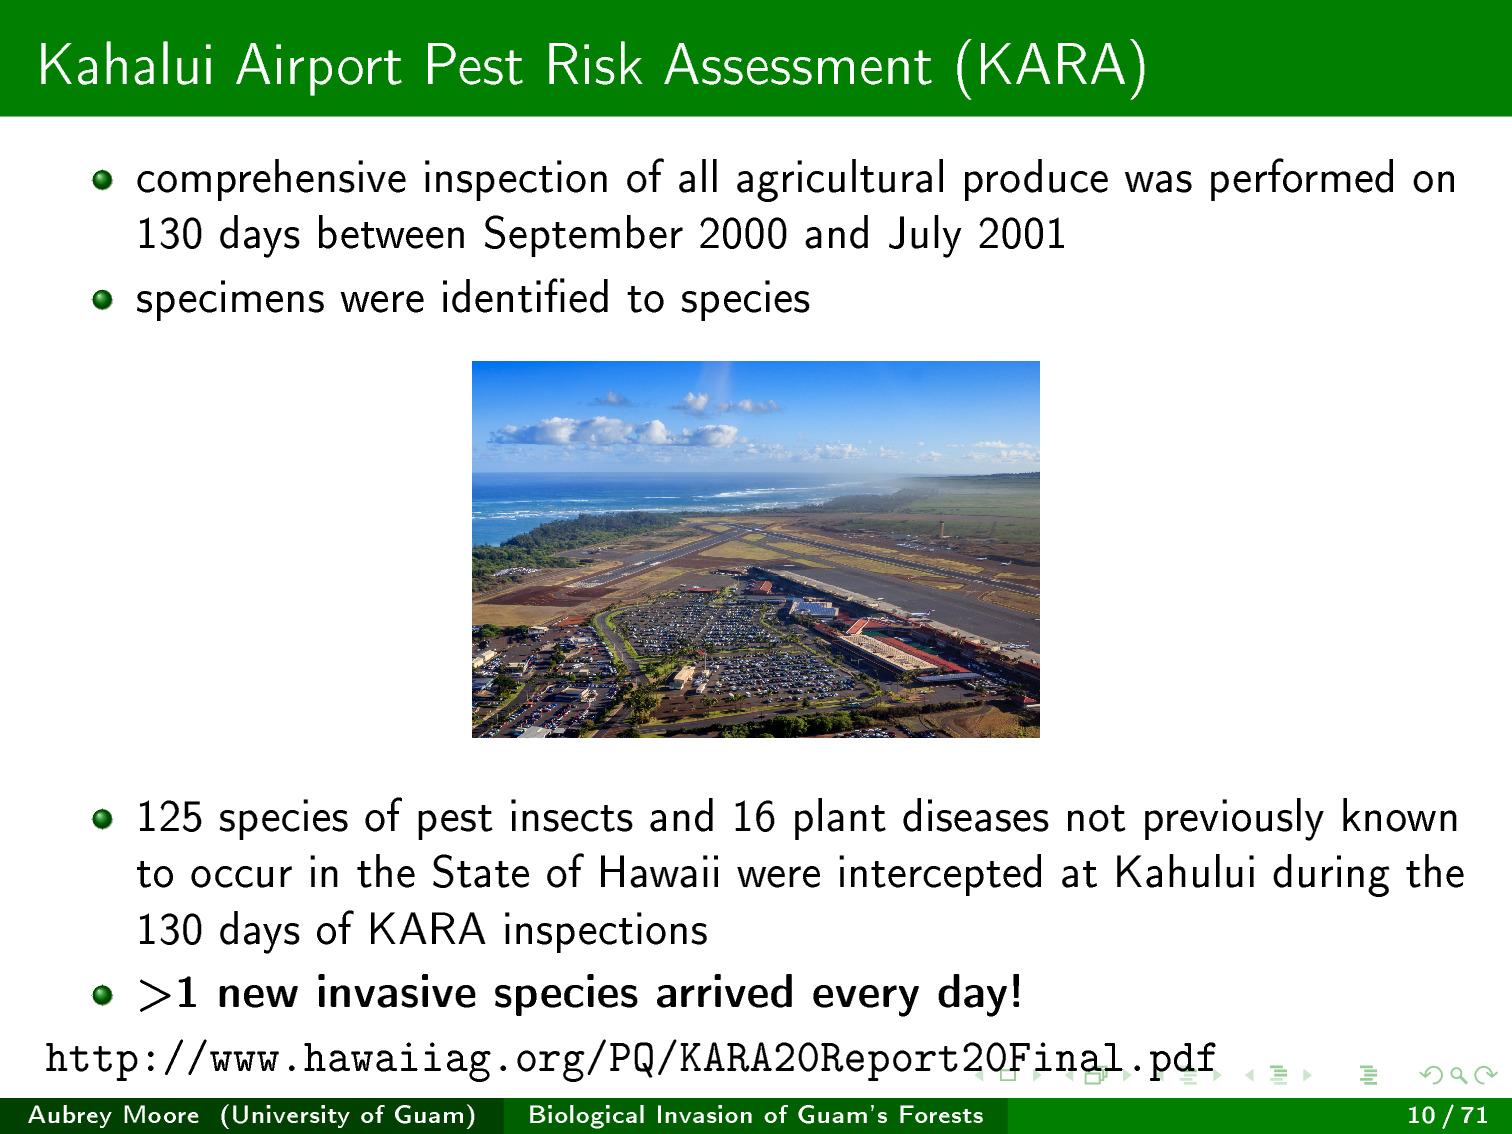 Kahalui Airport Pest Risk Assessment (KARA)
comprehensive inspection of all agricultural produce was performed on
130 days between September 2000 and July 2001
specimens were identified to species
125 species of pest insects and 16 plant diseases not previously known
to occur in the State of Hawaii were intercepted at Kahului during the
130 days of KARA inspections
>1 new invasive species arrived every day!
http://www.hawaiiag.org/PQ/KARA20Report20Final.pdf
Aubrey Moore (University of Guam) Biological Invasion of Guam's Forests 10 / 71